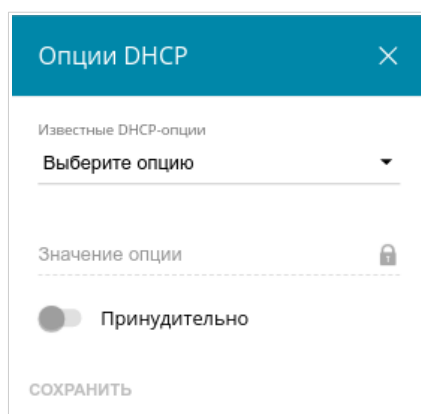 Опции DHCP
Известные DHCP-опции
Выберите опцию
Значение опции
Принудительно
СОХРАНИТЬ